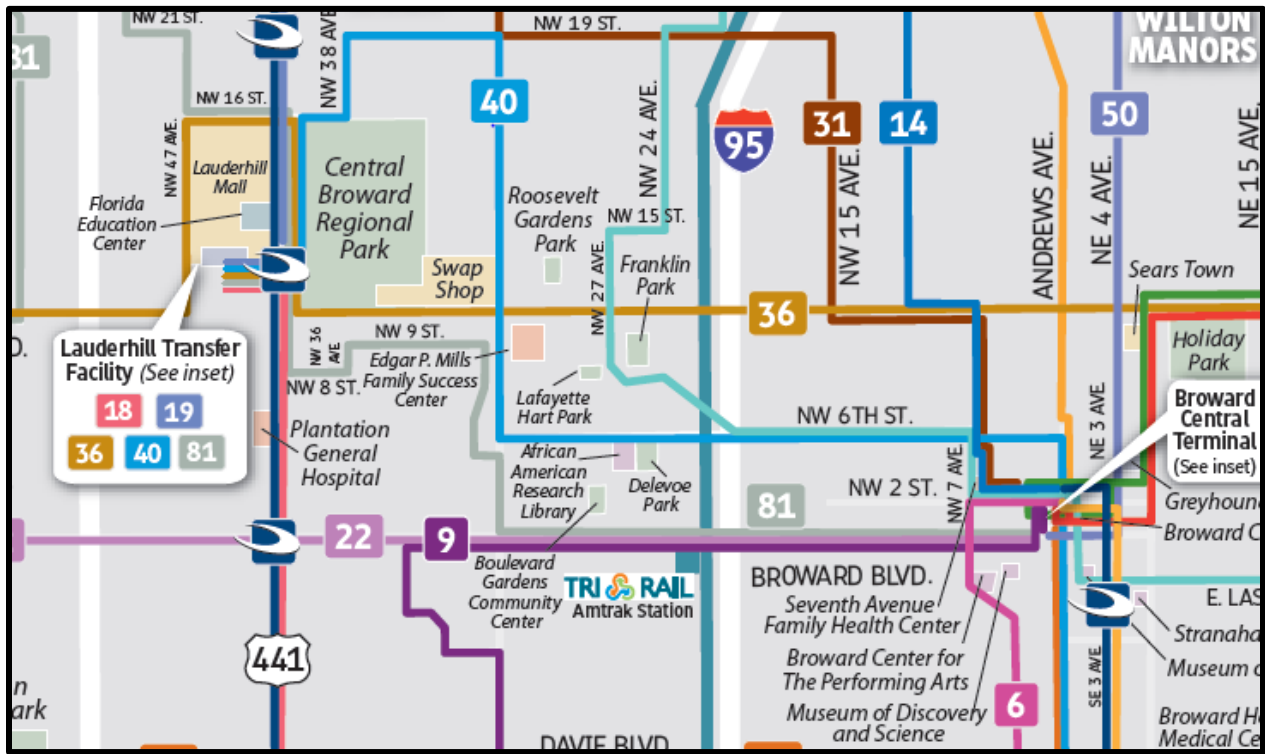 NW 21 ST.
NW 38 AVE
NW 19 ST.
WILTON
MANORS
81
NW 16 ST.
40
NW 24 AVE.
95
31
14
50
NW 47 AVE.
Lauderhill
Mall
Central
Broward
Regional
Park
Florida
Education
Center
Roosevelt
Gardens
Park
NW 15 ST.
NW 15 AVE.
ANDREWS AVE.
NE 4 AVE.
NE 15 AVE.
Swap
Shop
NW 27 AVE.
Franklin
Park
Sears Town
36
Lauderhill Transfer
Facility (See inset)
18
19
36
40
81
NW 36
AVE
NW 9 ST.
NW 8 ST.
Edgar P. Mills
Family Success
Center
Lafayette
Hart Park
Holiday
Park
NW 6TH ST.
NE 3 AVE.
Broward
Central
Terminal
(See inset)
Plantation
General
Hospital
African
American
Research
Library
Delevoe
Park
NW 7 AVE.
NW 2 ST.
81
Greyhoun
Broward C
22
9
Boulevard
Gardens
Community
Center
TRI RAIL
Amtrak Station
BROWARD BLVD.
Seventh Avenue
Family Health Center
Broward Center for
The Performing Arts
Museum of Discovery
and Science
E. LAS
Stranaha
Museum o
441
6
SE 3 AVE.
n
ark
DAVIE BLVD
Broward H
Medical Ce